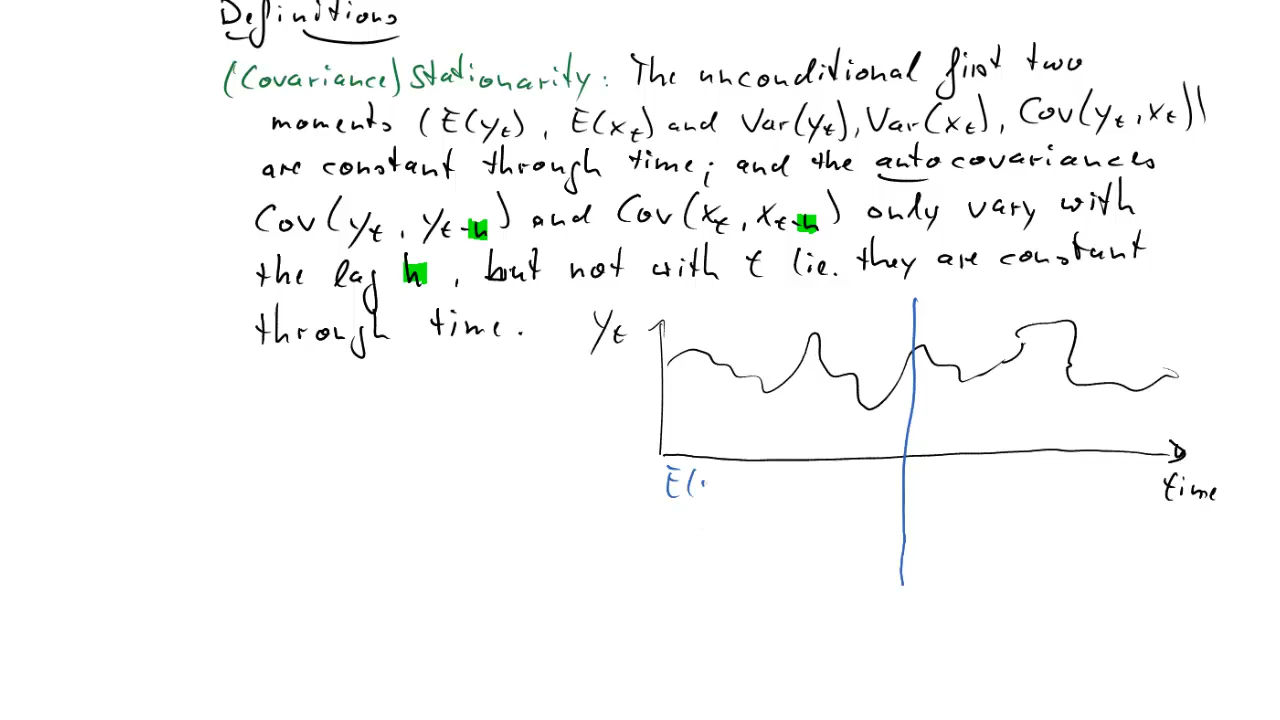 Definitions
(Covariance) Stationarity: The unconditional first two
moments (E(yt), E(xt) and Var(yt), Var(xt), Cov(yt, xt))
are constant through time; and the autocovariances
Cov(yt, yt-h) and Cov(xt, xt-h) only vary with
the lag h, but not with t (ie. they are constant
through time.
yt
time
E(.